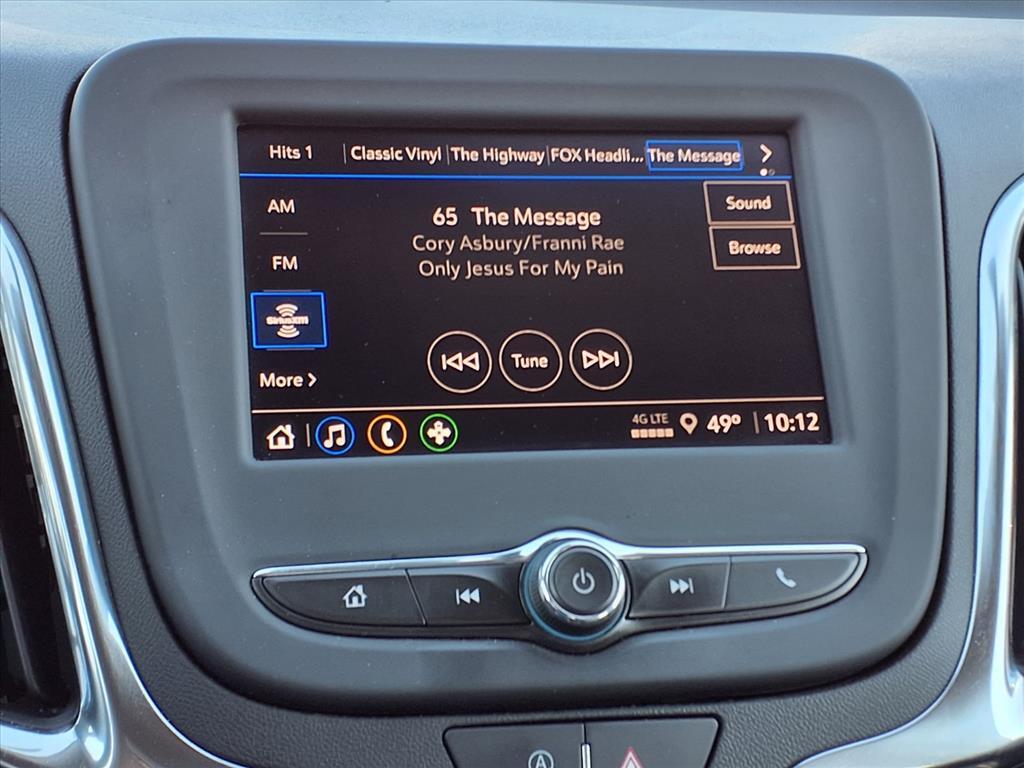 Hits 1 Classic Vinyl The Highway FOX Headli... The Message >
AM
FM
SiriusXM
More >
65 The Message
Cory Asbury/Franni Rae
Only Jesus For My Pain
Sound
Browse
Tune
4G LTE 49° 10:12
A